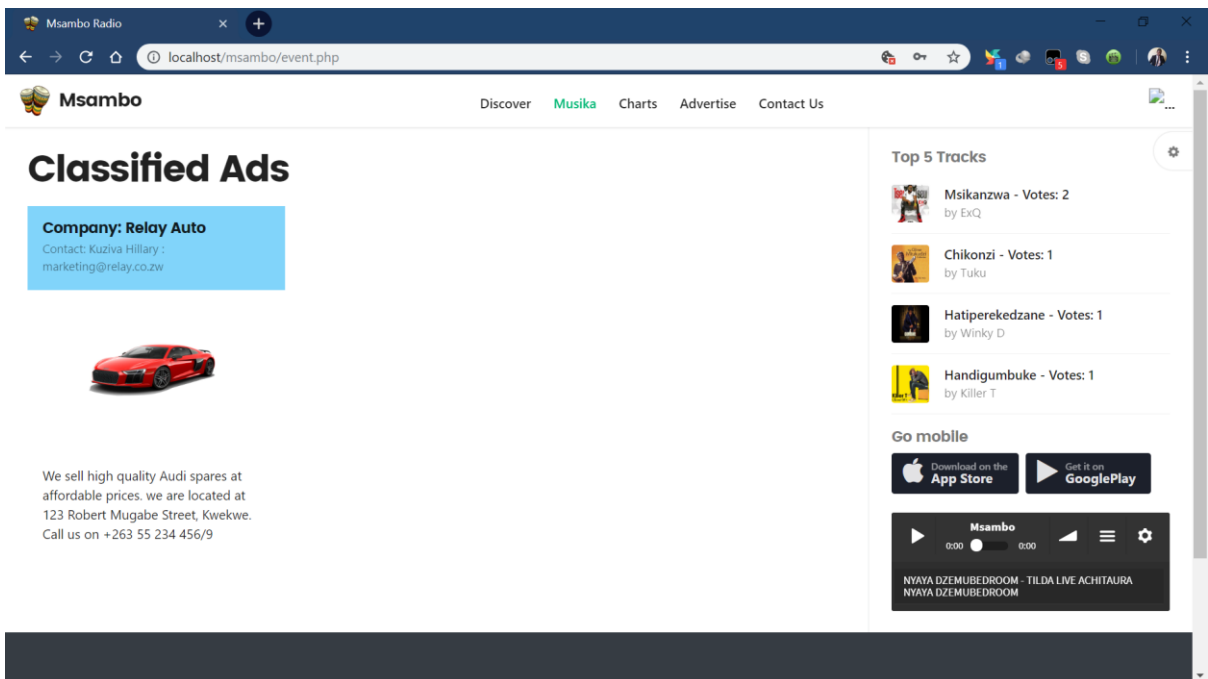 Msambo Radio
localhost/msambo/event.php
1
5
Msambo
Discover Musika Charts Advertise Contact Us
...
Classified Ads
Company: Relay Auto
Contact: Kuziva Hillary :
marketing@relay.co.zw
We sell high quality Audi spares at
affordable prices. we are located at
123 Robert Mugabe Street, Kwekwe.
Call us on +263 55 234 456/9
Top 5 Tracks
Msikanzwa - Votes: 2
by ExQ
Chikonzi - Votes: 1
by Tuku
Hatiperekedzane - Votes: 1
by Winky D
Handigumbuke - Votes: 1
by Killer T
Go mobile
Download on the
App Store
Get it on
GooglePlay
Msambo
0:00 0:00
NYAYA DZEMUBEDROOM - TILDA LIVE ACHITAURA
NYAYA DZEMUBEDROOM